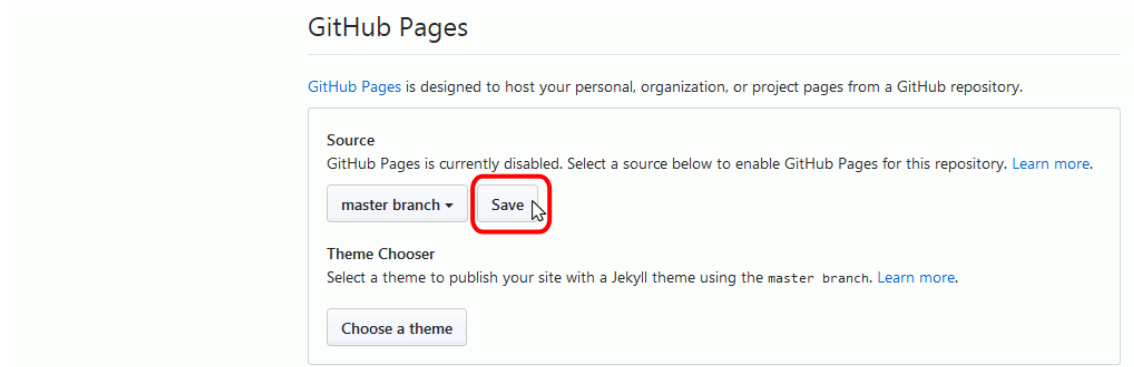 GitHub Pages
GitHub Pages is designed to host your personal, organization, or project pages from a GitHub repository.
Source
GitHub Pages is currently disabled. Select a source below to enable GitHub Pages for this repository. Learn more.
master branch Save
Theme Chooser
Select a theme to publish your site with a Jekyll theme using the master branch. Learn more.
Choose a theme